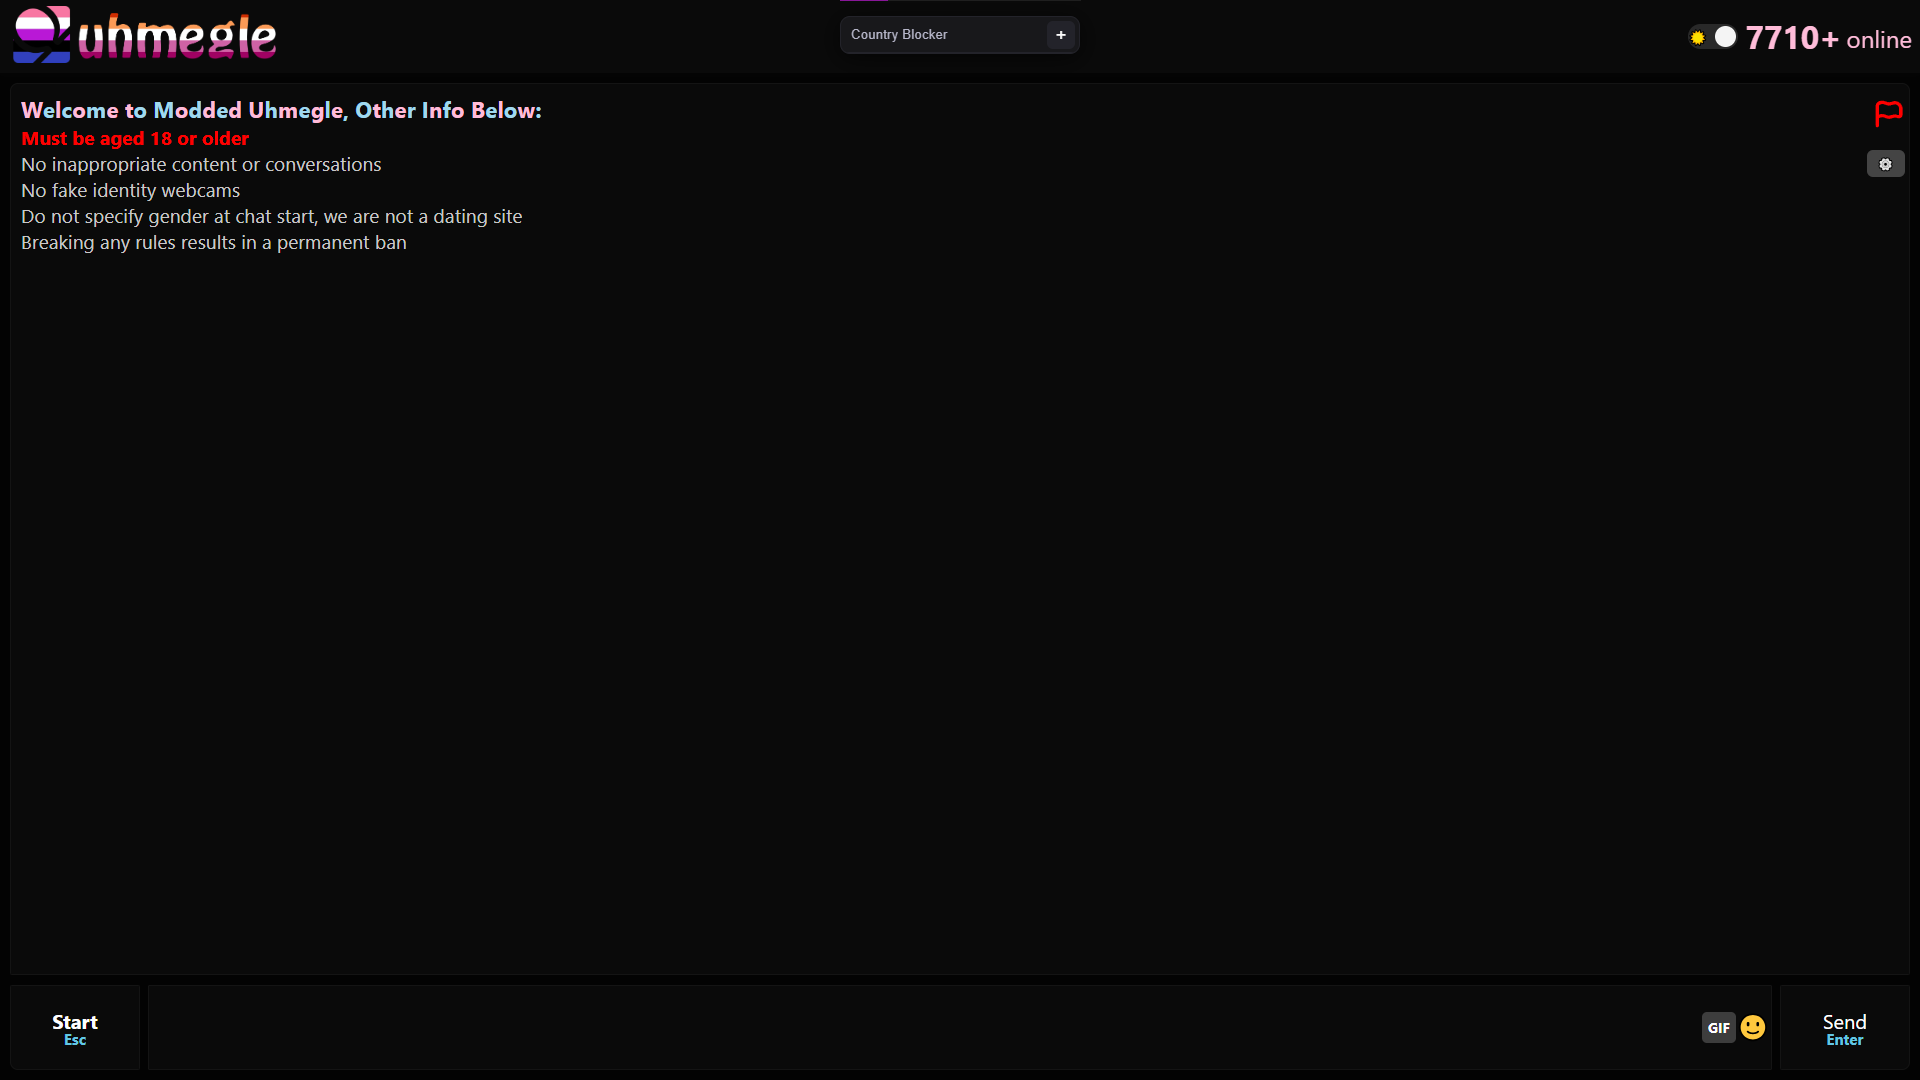 uhmegle
Country Blocker
+
7710+ online
Welcome to Modded Uhmegle, Other Info Below:
Must be aged 18 or older
No inappropriate content or conversations
No fake identity webcams
Do not specify gender at chat start, we are not a dating site
Breaking any rules results in a permanent ban
Start
Esc
GIF
Send
Enter